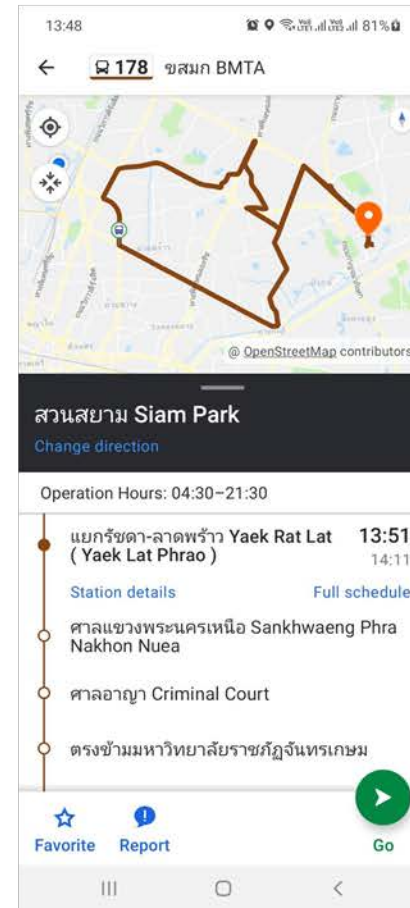 13:48
81%
178 ขสมก BMTA
@ OpenStreetMap contributors
สวนสยาม Siam Park
Change direction
Operation Hours: 04:30–21:30
แยกรัชดา-ลาดพร้าว Yaek Rat Lat 13:51
( Yaek Lat Phrao ) 14:11
Station details Full schedule
ศาลแขวงพระนครเหนือ Sankhwaeng Phra
Nakhon Nuea
ศาลอาญา Criminal Court
ตรงข้ามมหาวิทยาลัยราชภัฏจันทรเกษม
Favorite Report Go